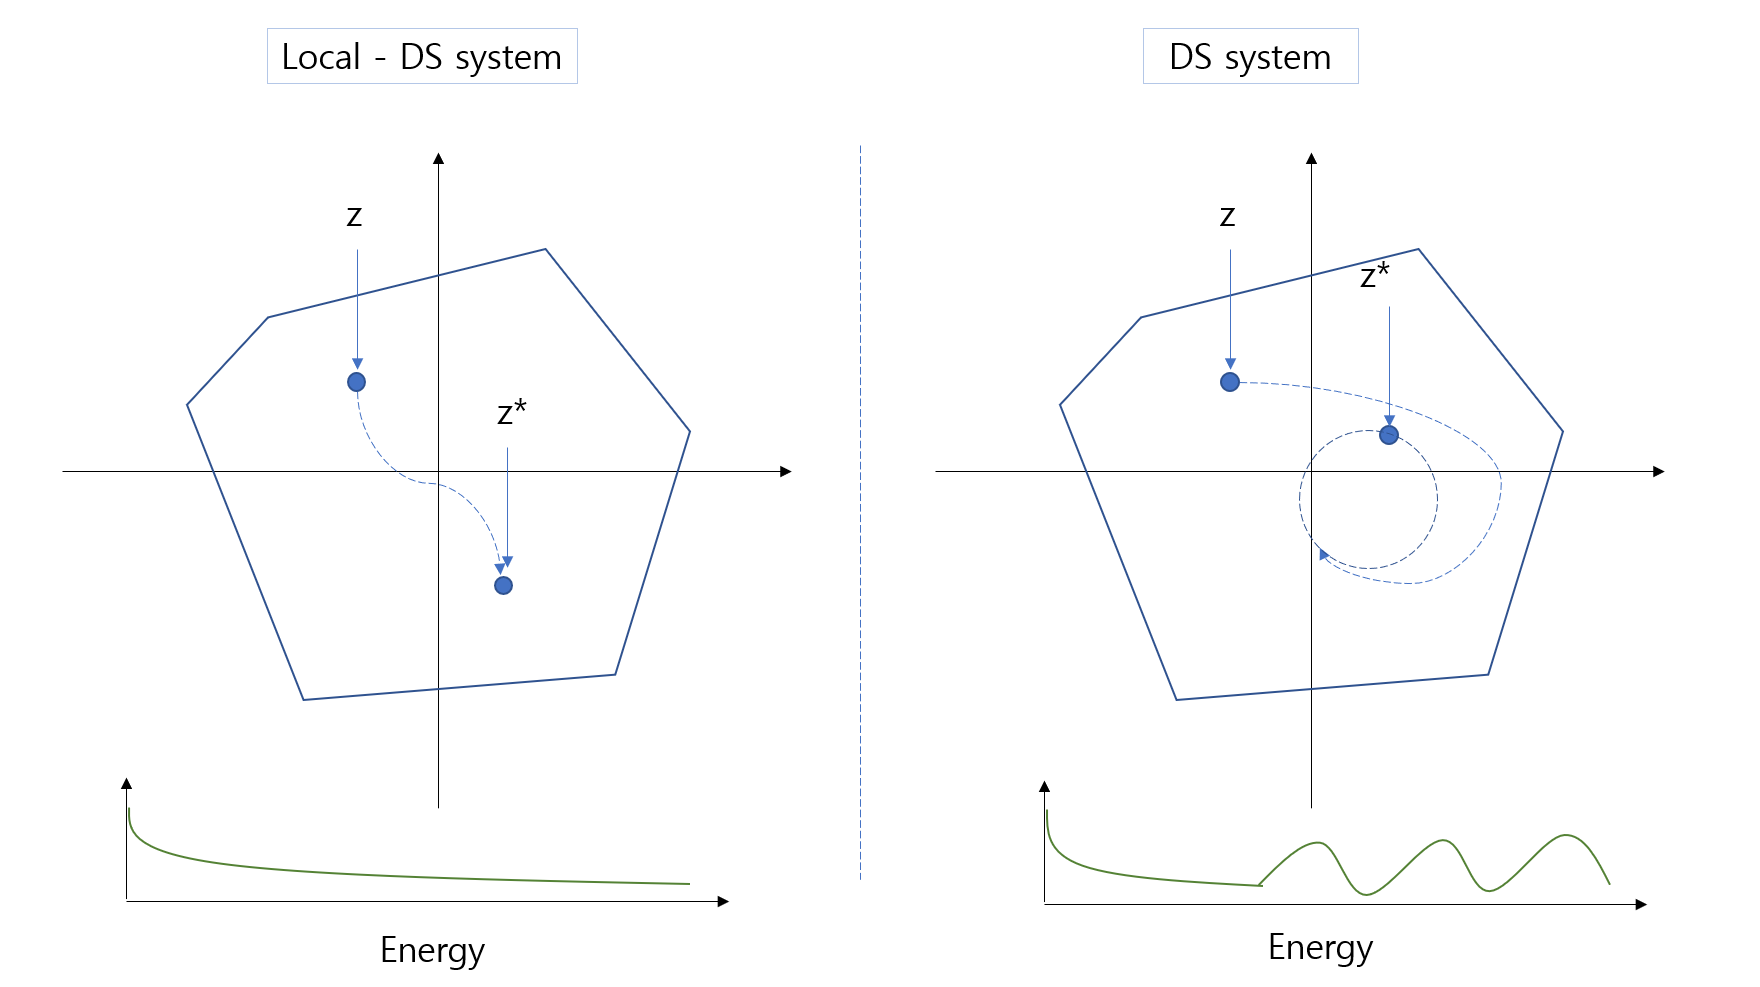 Local - DS system
DS system
z
z*
Energy
z
z*
Energy